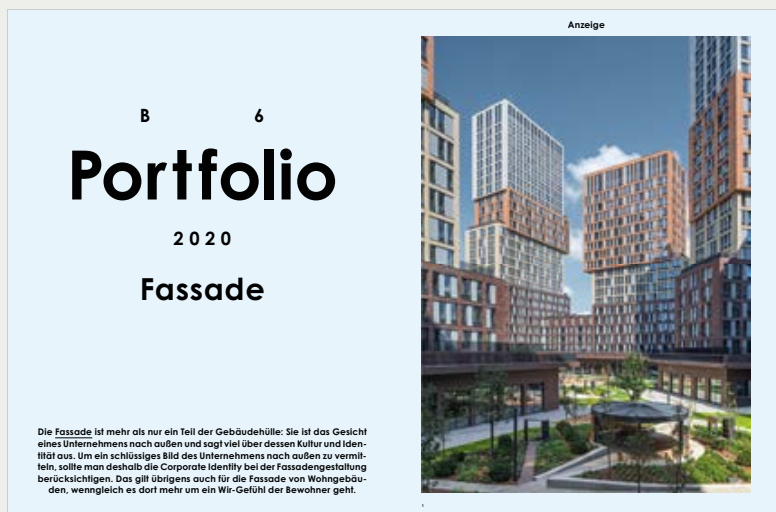 Anzeige
B 6
Portfolio
2020
Fassade
Die Fassade ist mehr als nur ein Teil der Gebäudehülle: Sie ist das Gesicht
eines Unternehmens nach außen und sagt viel über dessen Kultur und Iden-
tität aus. Um ein schlüssiges Bild des Unternehmens nach außen zu vermit-
teln, sollte man deshalb die Corporate Identity bei der Fassadengestaltung
berücksichtigen. Das gilt übrigens auch für die Fassade von Wohngebäu-
den, wenngleich es dort mehr um ein Wir-Gefühl der Bewohner geht.